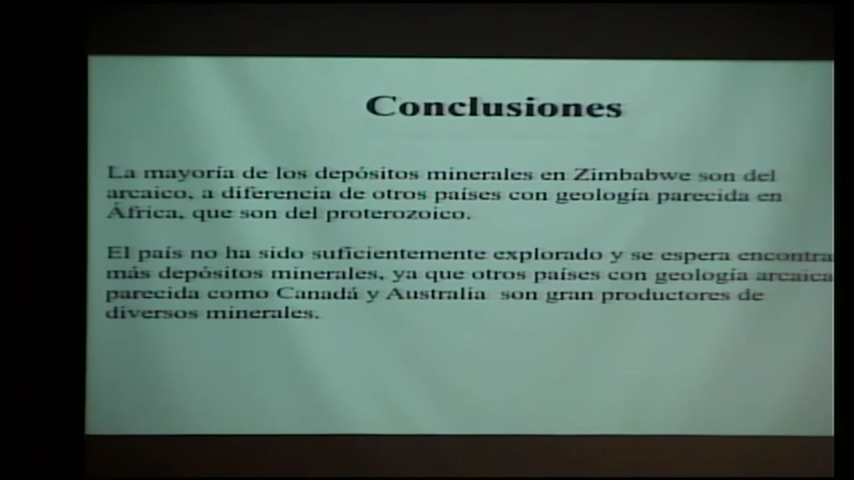 Conclusiones
La mayoría de los depósitos minerales en Zimbabwe son del
arcaico, a diferencia de otros países con geología parecida en
África, que son del proterozoico.
El país no ha sido suficientemente explorado y se espera encontra
más depósitos minerales, ya que otros países con geología arcaica
parecida como Canadá y Australia son gran productores de
diversos minerales.